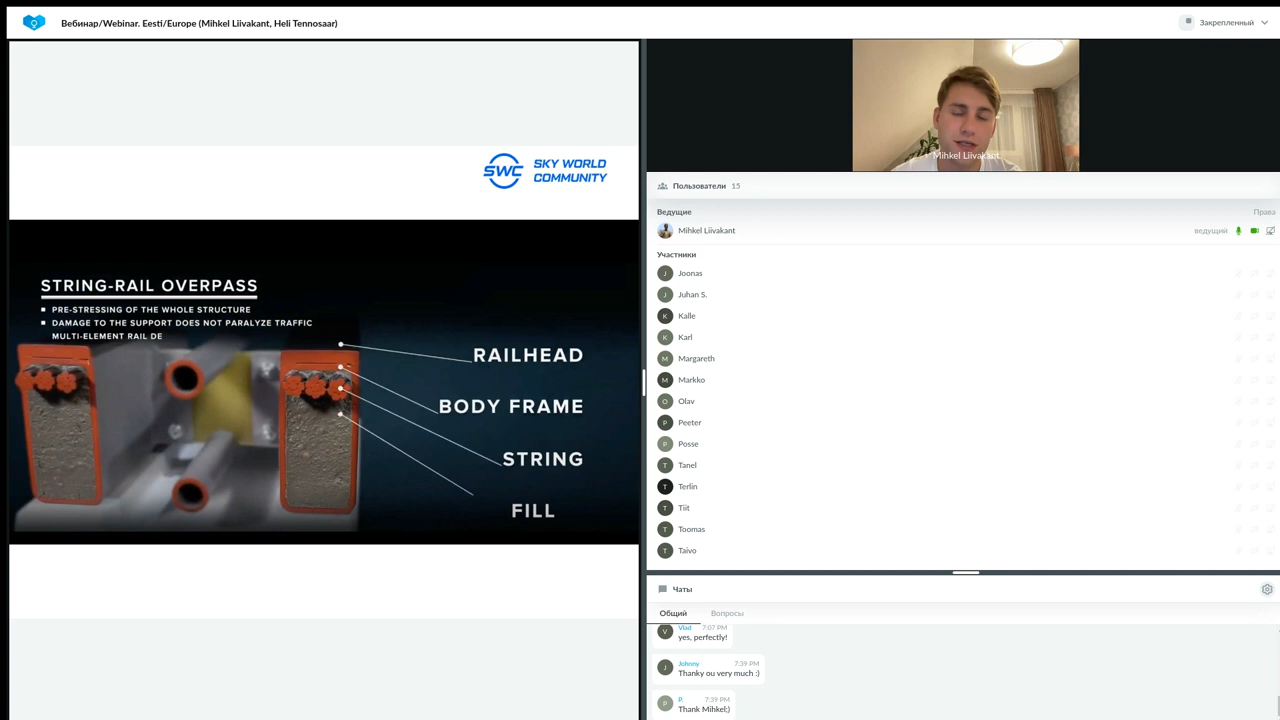 Вебинар/Webinar. Eesti/Europe (Mihkel Liivakant, Heli Tennosaar)
Закрепленный
SWC SKY WORLD
COMMUNITY
STRING-RAIL OVERPASS
PRE-STRESSING OF THE WHOLE STRUCTURE
DAMAGE TO THE SUPPORT DOES NOT PARALYZE TRAFFIC
MULTI-ELEMENT RAIL DE
RAILHEAD
BODY FRAME
STRING
FILL
Mihkel Liivakant
Пользователи 15
Ведущие Права
Mihkel Liivakant ведущий
Участники
J Joonas
J Juhan S.
K Kalle
K Karl
M Margareth
M Markko
O Olav
P Peeter
P Posse
T Tanel
T Terlin
T Tiit
T Toomas
T Taivo
Чаты
Общий Вопросы
V Vlad 7:07 PM
yes, perfectly!
J Johnny 7:39 PM
Thanky ou very much :)
P P. 7:39 PM
Thank Mihkel;)